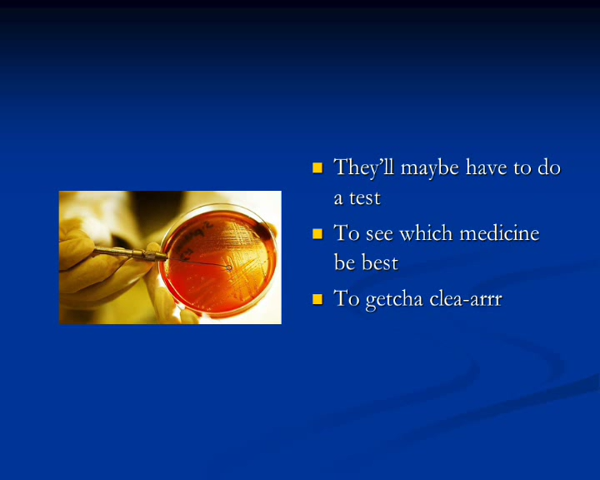 They’ll maybe have to do
a test
To see which medicine
be best
To getcha clea-arrr